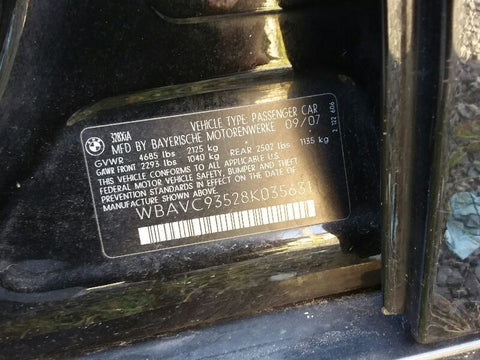 BMW
328XiA
VEHICLE TYPE PASSENGER CAR
MFD BY BAYERISCHE MOTORENWERKE 09/07
GVWR 4685 lbs 2125 kg
GAWR FRONT 2293 lbs 1040 kg REAR 2502 lbs 1135 kg
THIS VEHICLE CONFORMS TO ALL APPLICABLE
FEDERAL MOTOR VEHICLE SAFETY, BUMPER AND THEFT
PREVENTION STANDARDS IN EFFECT ON THE DATE OF
MANUFACTURE SHOWN ABOVE.
WBAVC93528K035631